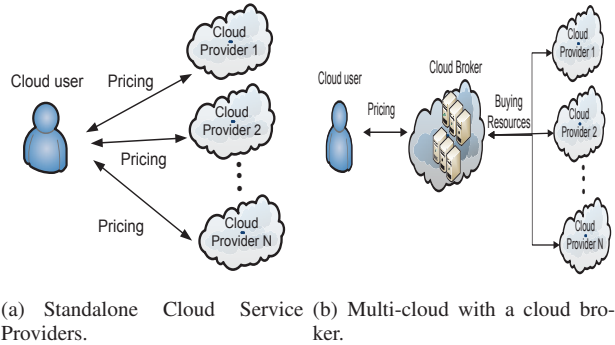 Cloud user
Pricing
Pricing
Pricing
Cloud
Provider 1
Cloud
Provider 2
Cloud
Provider N
Cloud user
Pricing
Cloud Broker
Buying
Resources
Cloud
Provider 1
Cloud
Provider 2
Cloud
Provider N
(a) Standalone Cloud Service
Providers.
(b) Multi-cloud with a cloud bro-
ker.